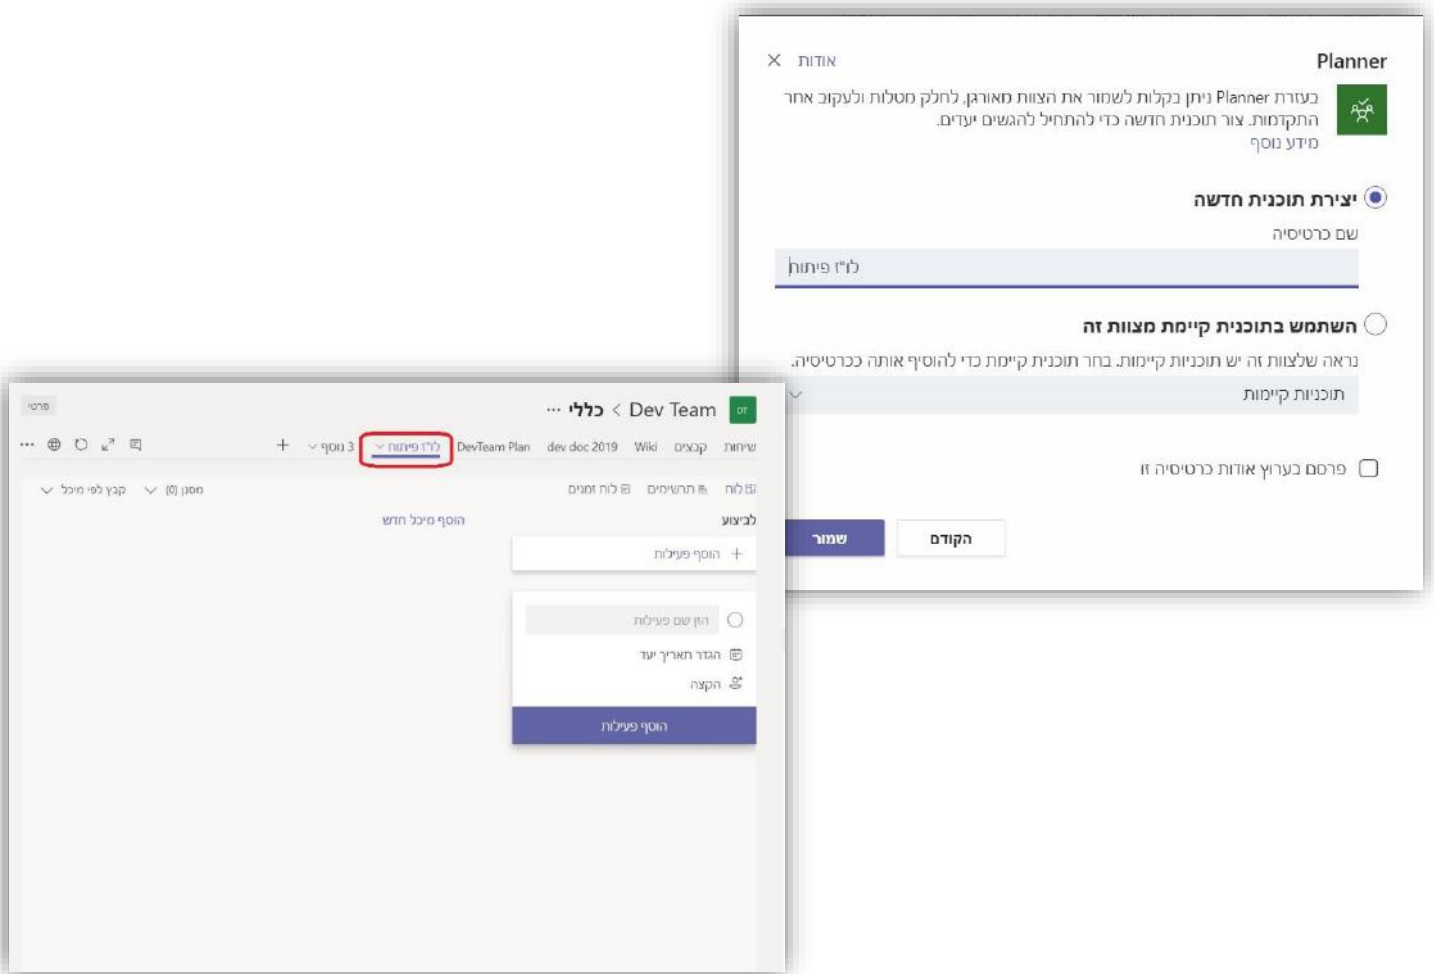 Planner
אודות
בעזרת Planner ניתן בקלות לשמור את הצוות מאורגן, לחלק מטלות ולעקוב אחר
התקדמות. צור תוכנית חדשה כדי להתחיל להגשים יעדים.
מידע נוסף
יצירת תוכנית חדשה
שם כרטיסיה
לו"ז פיתוח
השתמש בתוכנית קיימת מצוות זה
נראה שלצוות זה יש תוכניות קיימות. בחר תוכנית קיימת כדי להוסיף אותה ככרטיסיה.
תוכניות קיימות
פרסם בערוץ אודות כרטיסיה זו
הקודם שמור
DT Dev Team > כללי ...
פרטי
שיחות קבצים Wiki dev doc 2019 DevTeam Plan לו"ז פיתוח 3 נוסף
לוח תרשימים לוח זמנים מסנן (0) קבץ לפי מיכל
לביצוע הוסף מיכל חדש
הוסף פעילות
הזן שם פעילות
הגדר תאריך יעד
הקצה
הוסף פעילות